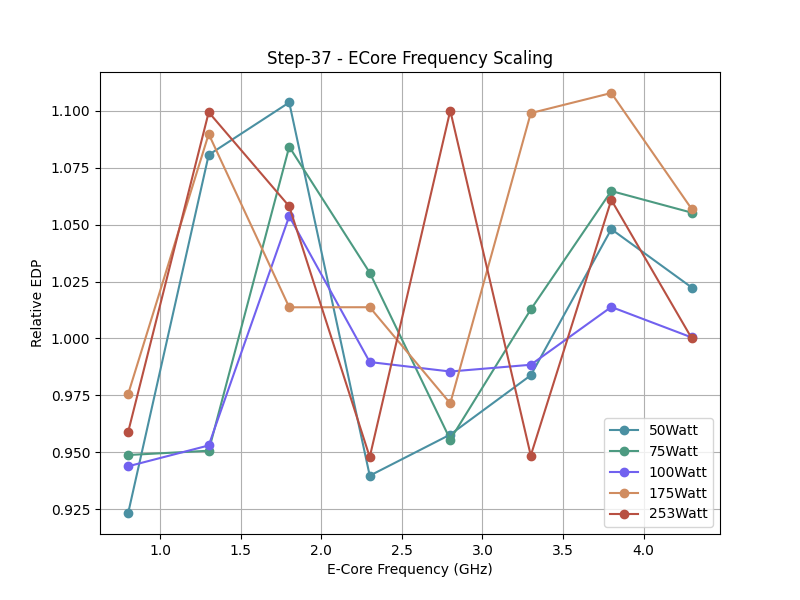 Step-37 - ECore Frequency Scaling
Relative EDP
1.100
1.075
1.050
1.025
1.000
0.975
0.950
0.925
1.0 1.5 2.0 2.5 3.0 3.5 4.0
E-Core Frequency (GHz)
50Watt
75Watt
100Watt
175Watt
253Watt